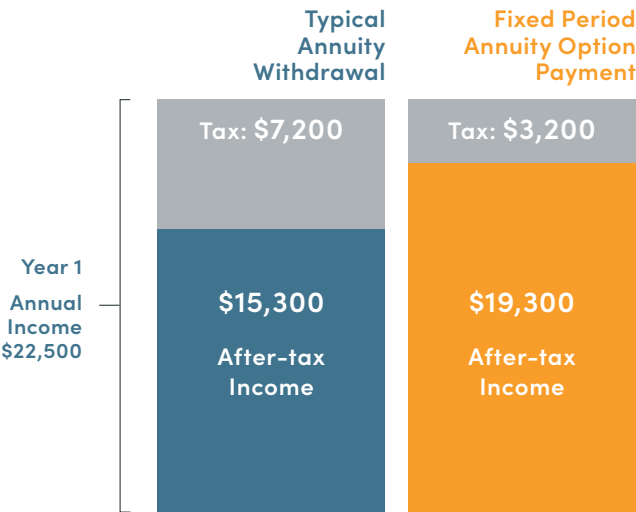 Typical
Annuity
Withdrawal
Fixed Period
Annuity Option
Payment
Tax: $7,200
Tax: $3,200
Year 1
Annual
Income
$22,500
$15,300
After-tax
Income
$19,300
After-tax
Income